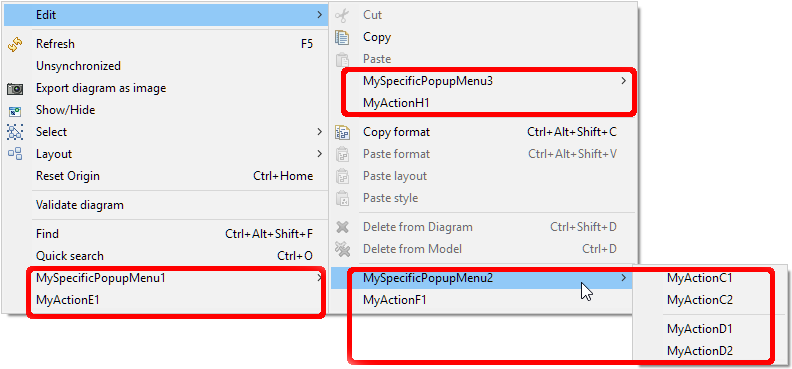 Edit
Refresh F5
Unsynchronized
Export diagram as image
Show/Hide
Select
Layout
Reset Origin Ctrl+Home
Validate diagram
Find Ctrl+Alt+Shift+F
Quick search Ctrl+O
MySpecificPopupMenu1
MyActionE1
Cut
Copy
Paste
MySpecificPopupMenu3
MyActionH1
Copy format Ctrl+Alt+Shift+C
Paste format Ctrl+Alt+Shift+V
Paste layout
Paste style
Delete from Diagram Ctrl+Shift+D
Delete from Model Ctrl+D
MySpecificPopupMenu2
MyActionF1
MyActionC1
MyActionC2
MyActionD1
MyActionD2